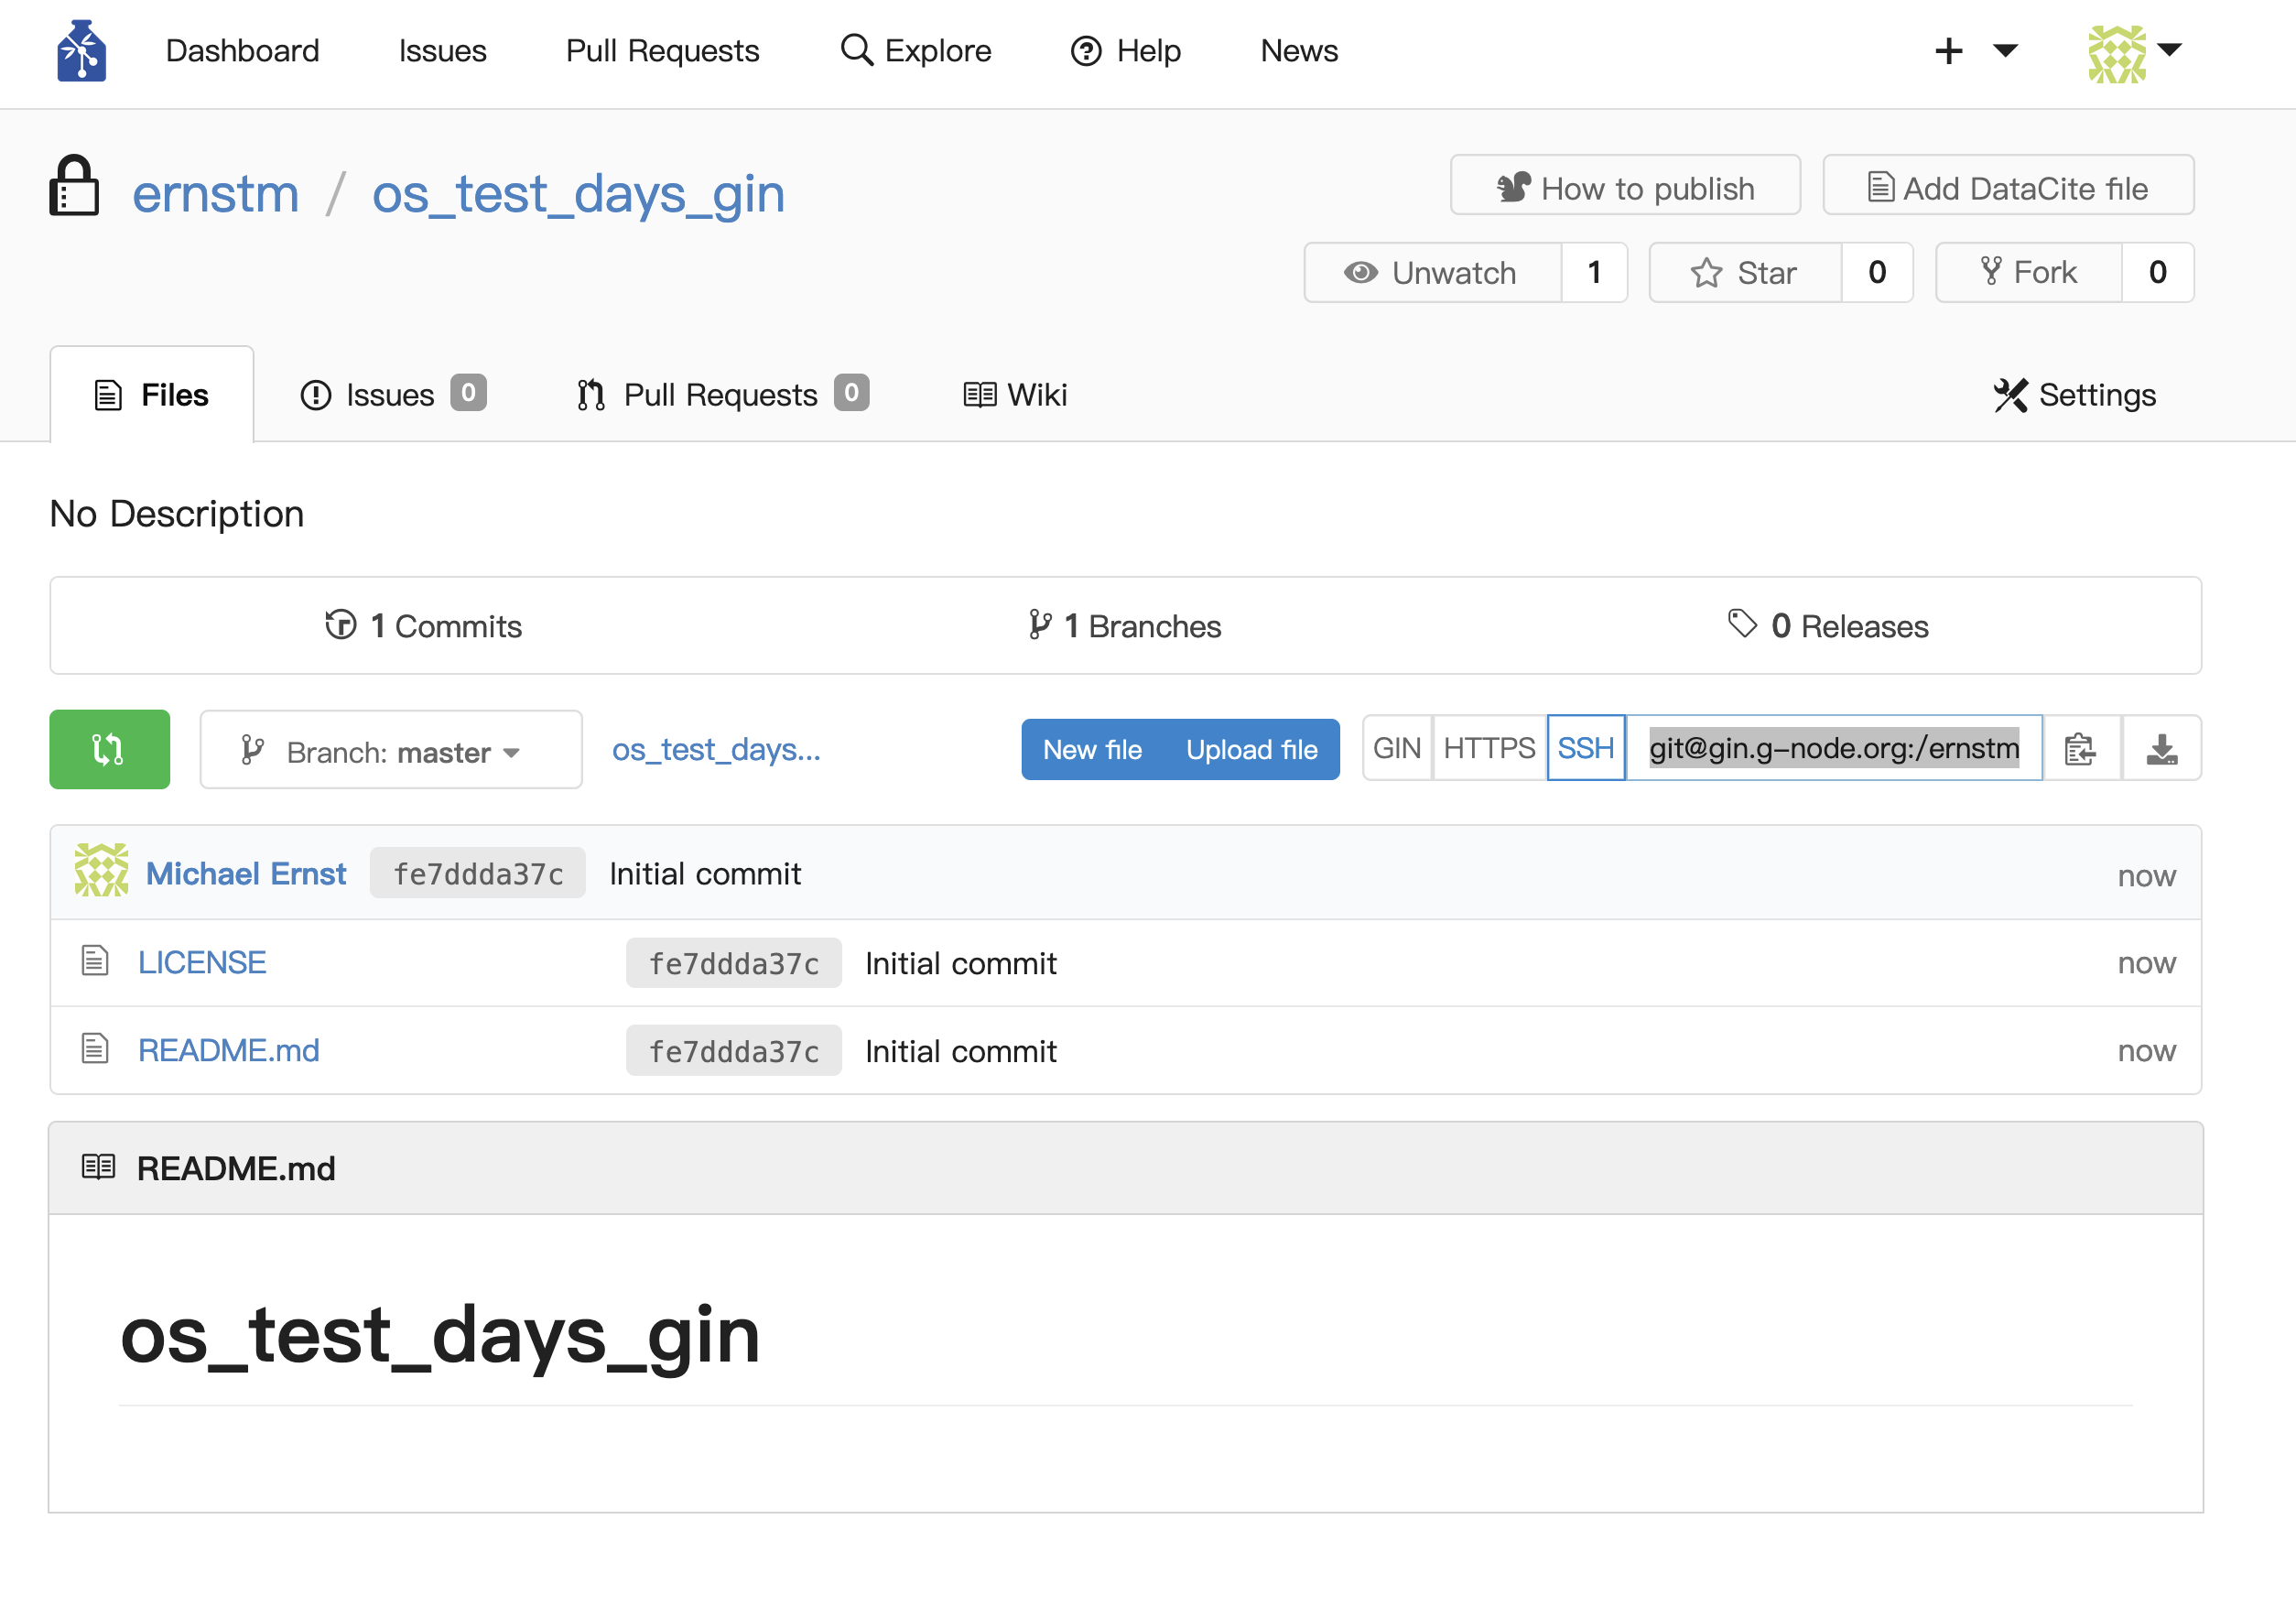 Dashboard Issues Pull Requests Explore Help News
ernstm / os_test_days_gin
How to publish Add DataCite file
Unwatch 1 Star 0 Fork 0
Files Issues 0 Pull Requests 0 Wiki Settings
No Description
1 Commits 1 Branches 0 Releases
Branch: master os_test_days... New file Upload file GIN HTTPS SSH git@gin.g-node.org:/ernstm
Michael Ernst fe7ddda37c Initial commit now
LICENSE fe7ddda37c Initial commit now
README.md fe7ddda37c Initial commit now
README.md
os_test_days_gin